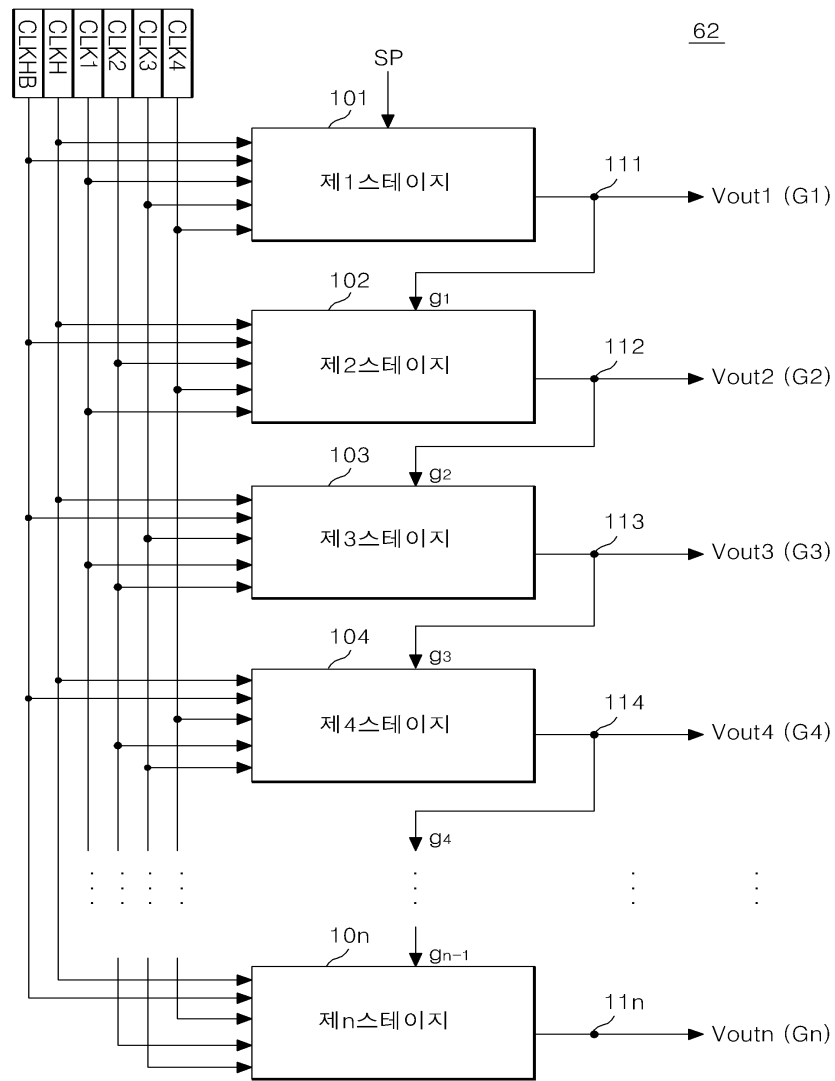 CLKHB
CLKH
CLK1
CLK2
CLK3
CLK4
62
SP
101
제1스테이지
111
Vout1 (G1)
g1
102
제2스테이지
112
Vout2 (G2)
g2
103
제3스테이지
113
Vout3 (G3)
g3
104
제4스테이지
114
Vout4 (G4)
g4
10n
gn-1
제n스테이지
11n
Voutn (Gn)